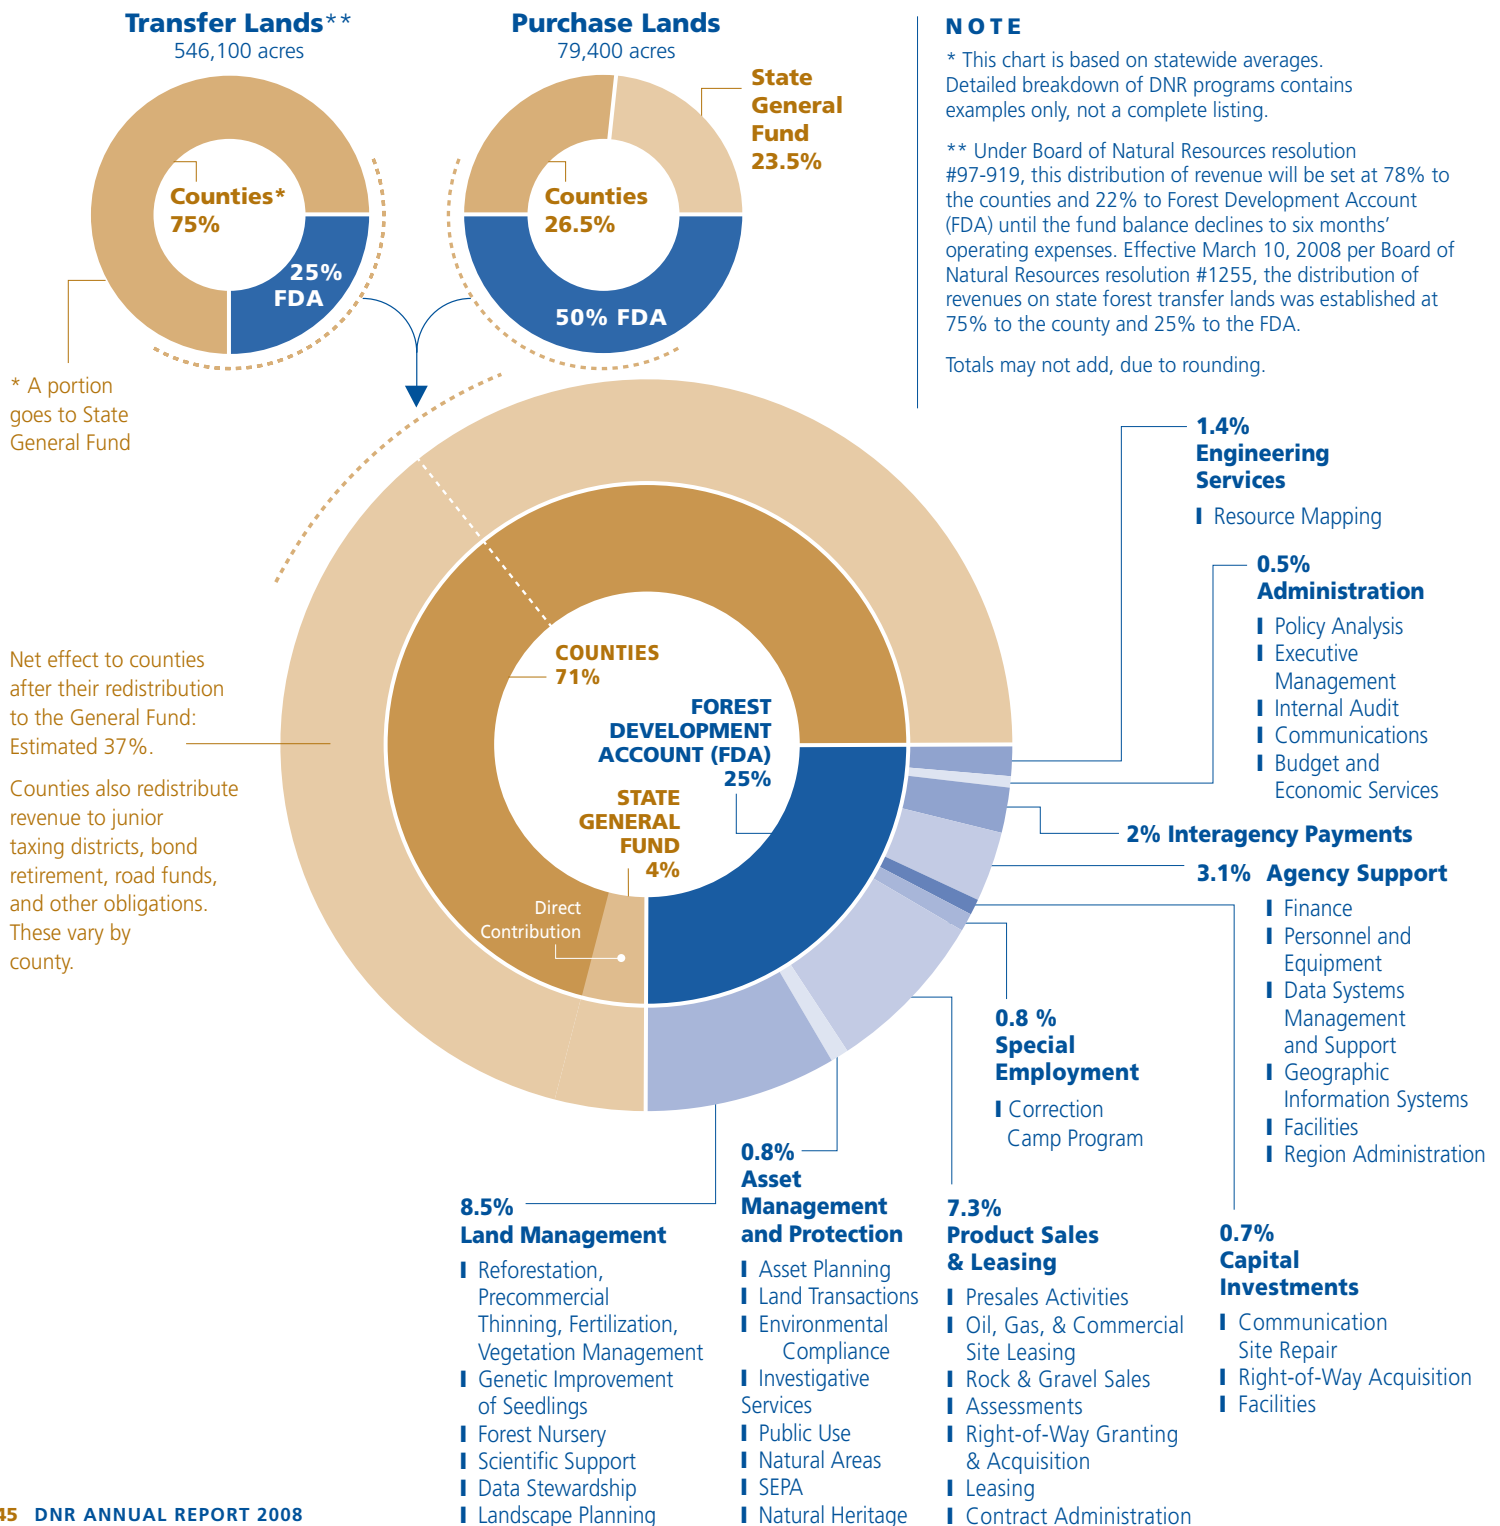 Transfer Lands**
546,100 acres
Counties*
75%
25%
FDA
* A portion
goes to State
General Fund
Purchase Lands
79,400 acres
State
General
Fund
23.5%
Counties
26.5%
50% FDA
NOTE
* This chart is based on statewide averages.
Detailed breakdown of DNR programs contains
examples only, not a complete listing.
** Under Board of Natural Resources resolution
#97-919, this distribution of revenue will be set at 78% to
the counties and 22% to Forest Development Account
(FDA) until the fund balance declines to six months’
operating expenses. Effective March 10, 2008 per Board of
Natural Resources resolution #1255, the distribution of
revenues on state forest transfer lands was established at
75% to the county and 25% to the FDA.
Totals may not add, due to rounding.
Net effect to counties
after their redistribution
to the General Fund:
Estimated 37%.
Counties also redistribute
revenue to junior
taxing districts, bond
retirement, road funds,
and other obligations.
These vary by
county.
COUNTIES
71%
FOREST
DEVELOPMENT
ACCOUNT (FDA)
25%
STATE
GENERAL
FUND
4%
Direct
Contribution
1.4%
Engineering
Services
Resource Mapping
0.5%
Administration
Policy Analysis
Executive
Management
Internal Audit
Communications
Budget and
Economic Services
2% Interagency Payments
3.1% Agency Support
Finance
Personnel and
Equipment
Data Systems
Management
and Support
Geographic
Information Systems
Facilities
Region Administration
0.8 %
Special
Employment
Correction
Camp Program
8.5%
Land Management
Reforestation,
Precommercial
Thinning, Fertilization,
Vegetation Management
Genetic Improvement
of Seedlings
Forest Nursery
Scientific Support
Data Stewardship
Landscape Planning
0.8%
Asset
Management
and Protection
Asset Planning
Land Transactions
Environmental
Compliance
Investigative
Services
Public Use
Natural Areas
SEPA
Natural Heritage
7.3%
Product Sales
& Leasing
Presales Activities
Oil, Gas, & Commercial
Site Leasing
Rock & Gravel Sales
Assessments
Right-of-Way Granting
& Acquisition
Leasing
Contract Administration
0.7%
Capital
Investments
Communication
Site Repair
Right-of-Way Acquisition
Facilities
45 DNR ANNUAL REPORT 2008